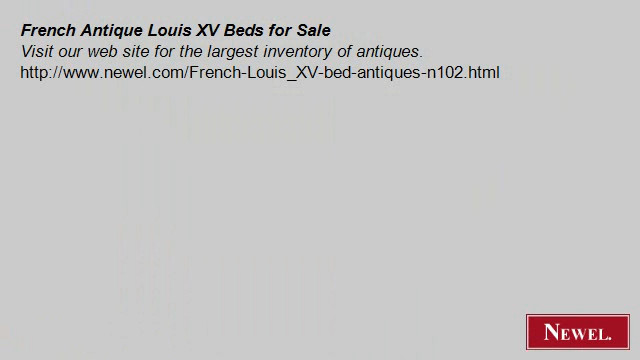 French Antique Louis XV Beds for Sale
Visit our web site for the largest inventory of antiques.
http://www.newel.com/French-Louis_XV-bed-antiques-n102.html
NEWEL.